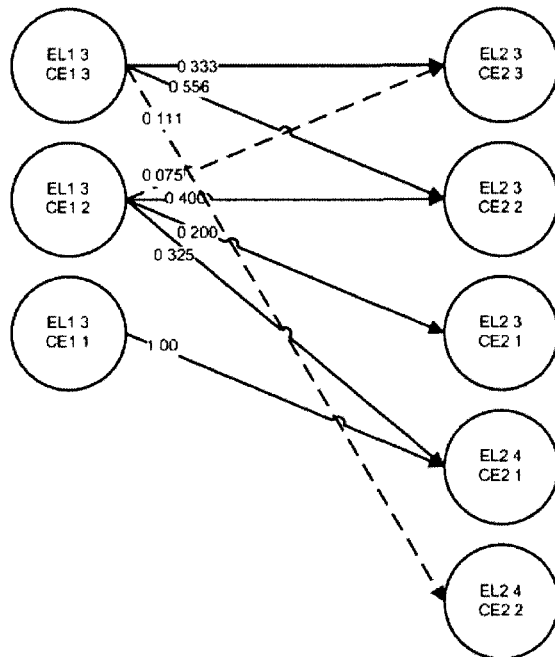 EL1 3
CE1 3
EL1 3
CE1 2
EL1 3
CE1 1
0 333
0 556
0 111
0 075
0 400
0 200
0 325
1 00
EL2 3
CE2 3
EL2 3
CE2 2
EL2 3
CE2 1
EL2 4
CE2 1
EL2 4
CE2 2